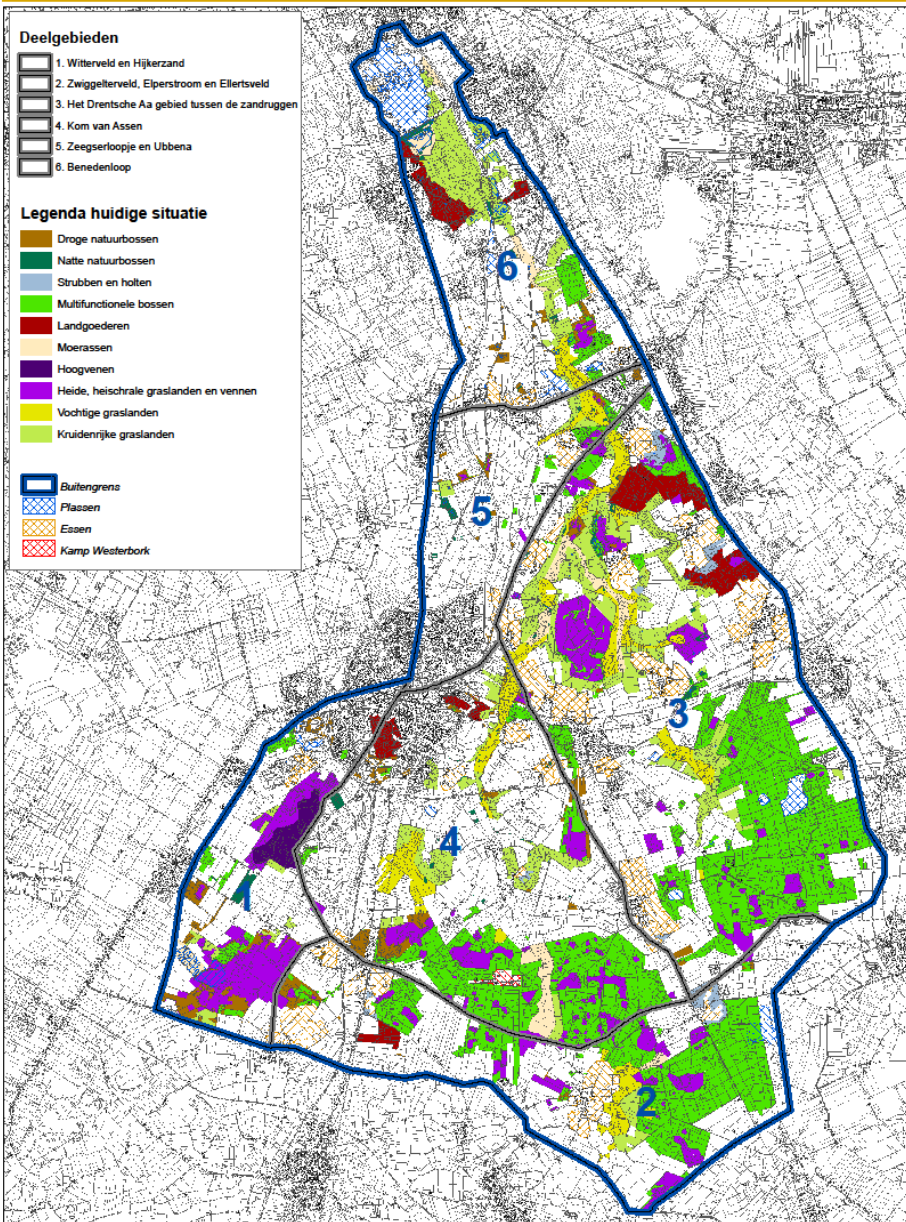 Deelgebieden
1. Witterveld en Hijkerzand
2. Zwiggelterveld, Elperstroom en Ellertsveld
3. Het Drentsche Aa gebied tussen de zandruggen
4. Kom van Assen
5. Zeegserloopje en Ubbena
6. Benedenloop
Legenda huidige situatie
Droge natuurbossen
Natte natuurbossen
Strubben en holten
Multifunctionele bossen
Landgoederen
Moerassen
Hoogvenen
Heide, heischrale graslanden en vennen
Vochtige graslanden
Kruidenrijke graslanden
Buitengrens
Plassen
Essen
Kamp Westerbork
6
5
3
4
1
2